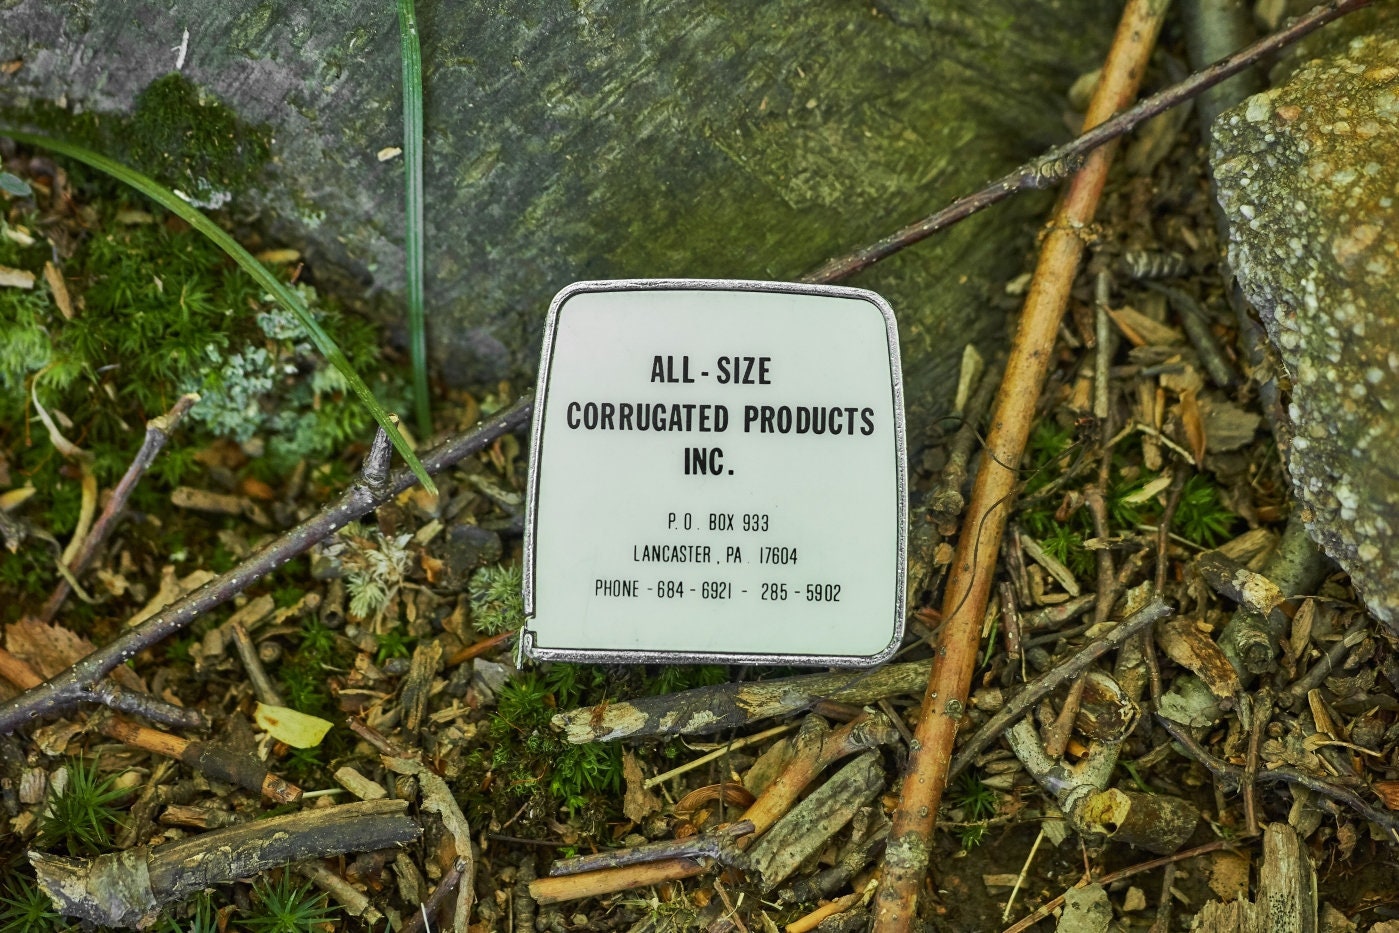 ALL-SIZE
CORRUGATED PRODUCTS
INC.
P.O. BOX 933
LANCASTER, PA. 17604
PHONE - 684 - 6921 - 285 - 5902